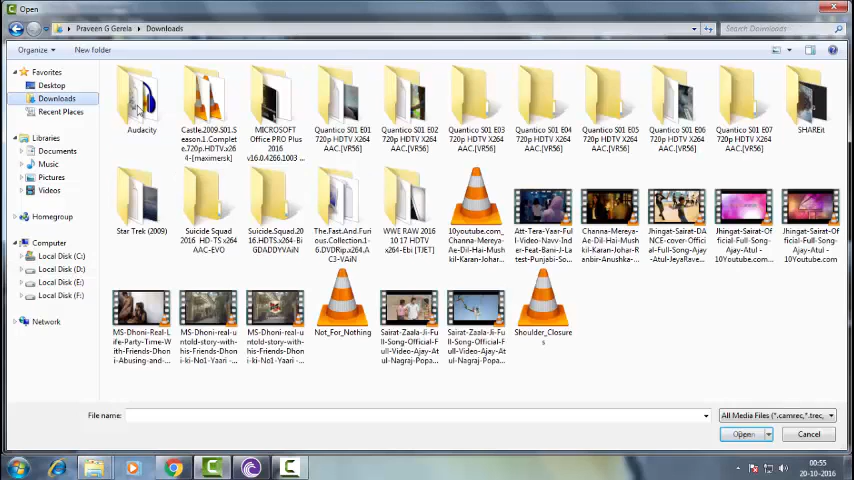 Open
Praveen G Gerela ▸ Downloads
Search Downloads
Organize
New folder
Favorites
Desktop
Downloads
Recent Places
Libraries
Documents
Music
Pictures
Videos
Homegroup
Computer
Local Disk (C:)
Local Disk (D:)
Local Disk (E:)
Local Disk (F:)
Network
Audacity
Castle.2009.S01.S
eason.1.Complete
.720p.HDTV.x264
-[maximersk]
MICROSOFT
Office PRO Plus
2016
v16.0.4266.1003 ...
Quantico S01 E01
720p HDTV X264
AAC.[VR56]
Quantico S01 E02
720p HDTV X264
AAC.[VR56]
Quantico S01 E03
720p HDTV X264
AAC.[VR56]
Quantico S01 E04
720p HDTV X264
AAC.[VR56]
Quantico S01 E05
720p HDTV X264
AAC.[VR56]
Quantico S01 E06
720p HDTV X264
AAC.[VR56]
Quantico S01 E07
720p HDTV X264
AAC.[VR56]
SHAREit
Star Trek (2009)
Suicide Squad
2016 HD-TS x264
AAC-EVO
Suicide.Squad.20
16.HDTS.x264-Bi
GDADDYVAiN
The.Fast.And.Furi
ous.Collection.1-
6.DVDRip.x264.A
C3-VAiN
WWE RAW 2016
10 17 HDTV
x264-Ebi [TJET]
10youtube.com_
Channa-Mereya-
Ae-Dil-Hai-Mush
kil-Karan-Johar-R
anbir-Anushka-...
Att-Tera-Yaar-Ful
l-Video-Navv-Ind
er-Feat-Bann-J-La
test-Punjabi-Son...
Channa-Mereya-
Ae-Dil-Hai-Mush
kil-Karan-Johar-R
anbir-Anushka-...
Jhingat-Sairat-D
ANCE-cover-Offic
ial-Full-Song-Aja
y-Atul-JeyaRave...
Jhingat-Sairat-Of
ficial-Full-Song-
Ajay-Atul -
10Youtube.com...
Jhingat-Sairat-Of
ficial-Full-Song-
Ajay-Atul -
10Youtube.com...
MS-Dhoni-Real-L
ife-Party-Time-W
ith-Friends-Dhon
i-Abusing-and-...
MS-Dhoni-real-u
ntold-story-with-
his-Friends-Dhon
i-ki-No1-Yaari -...
MS-Dhoni-real-u
ntold-story-with-
his-Friends-Dhon
i-ki-No1-Yaari -...
Not_For_Nothing
Sairat-Zaala-Ji-F
ull-Song-Official-F
ull-Video-Ajay-At
ul-Nagraj-Popa...
Sairat-Zaala-Ji-F
ull-Song-Official-F
ull-Video-Ajay-At
ul-Nagraj-Popa...
Shoulder_Closure
s
File name:
All Media Files (*.camrec,*.trec,
Open
Cancel
00:55
20-10-2016